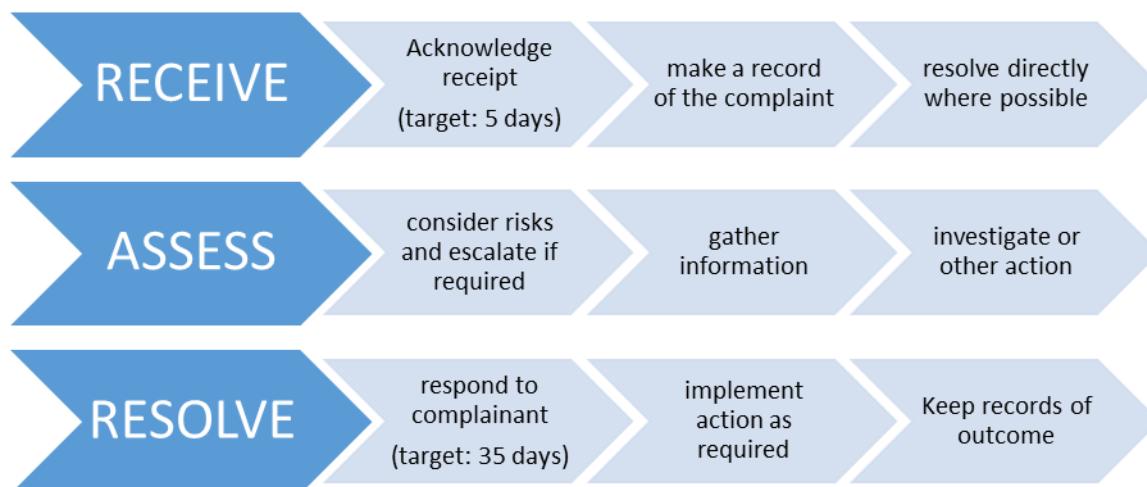 RECEIVE
Acknowledge
receipt
(target: 5 days)
make a record
of the complaint
resolve directly
where possible
ASSESS
consider risks
and escalate if
required
gather
information
investigate or
other action
RESOLVE
respond to
complainant
(target: 35 days)
implement
action as
required
Keep records of
outcome